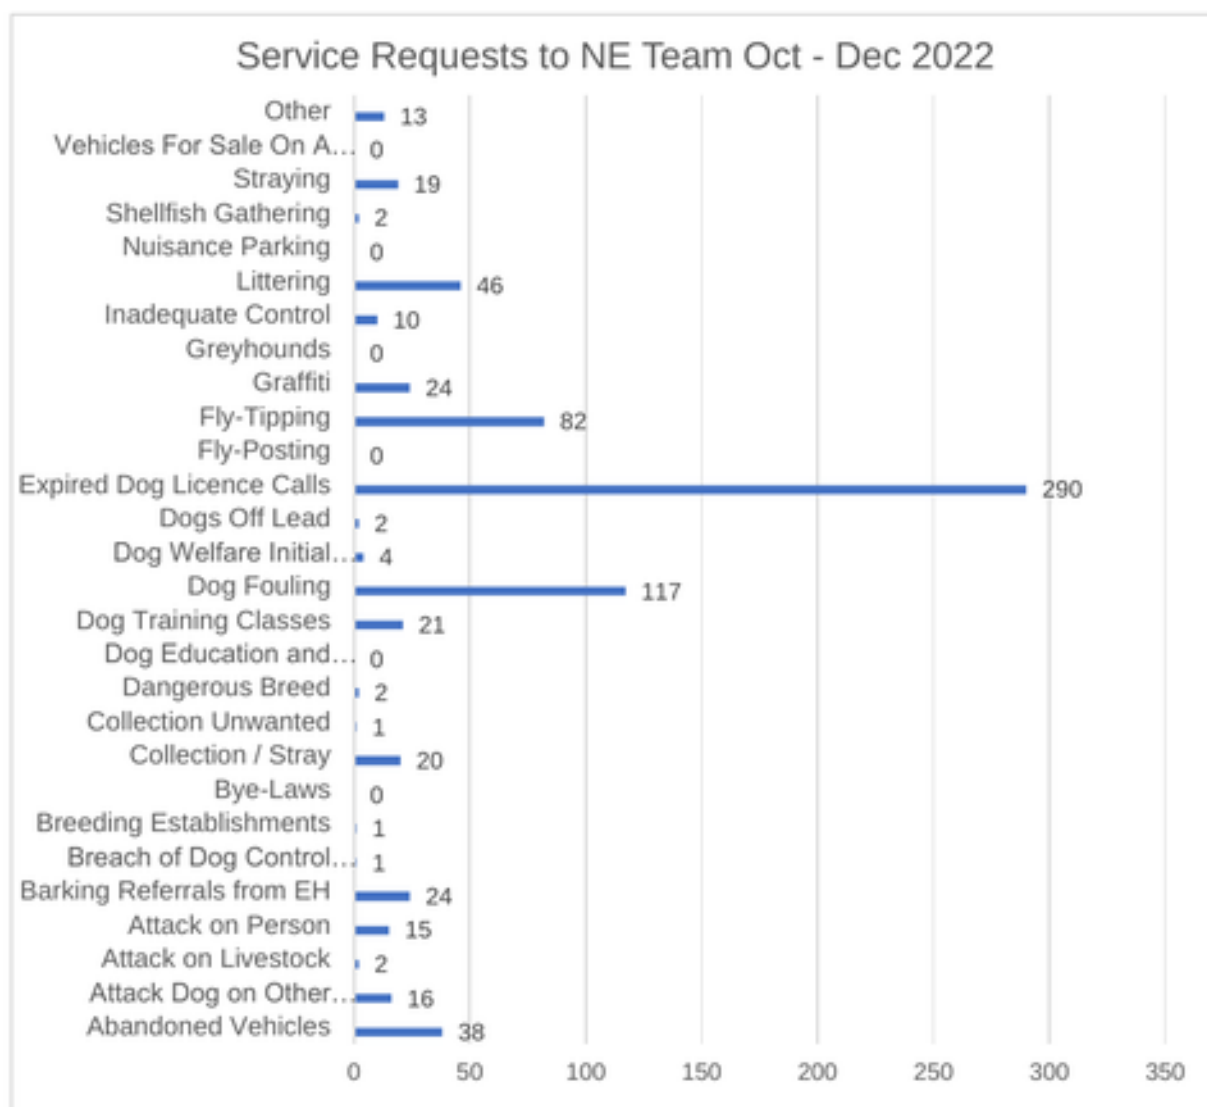 Service Requests to NE Team Oct - Dec 2022
Other 13
Vehicles For Sale On A... 0
Straying 19
Shellfish Gathering 2
Nuisance Parking 0
Littering 46
Inadequate Control 10
Greyhounds 0
Graffiti 24
Fly-Tipping 82
Fly-Posting 0
Expired Dog Licence Calls 290
Dogs Off Lead 2
Dog Welfare Initial... 4
Dog Fouling 117
Dog Training Classes 21
Dog Education and... 0
Dangerous Breed 2
Collection Unwanted 1
Collection / Stray 20
Bye-Laws 0
Breeding Establishments 1
Breach of Dog Control... 1
Barking Referrals from EH 24
Attack on Person 15
Attack on Livestock 2
Attack Dog on Other... 16
Abandoned Vehicles 38
0 50 100 150 200 250 300 350